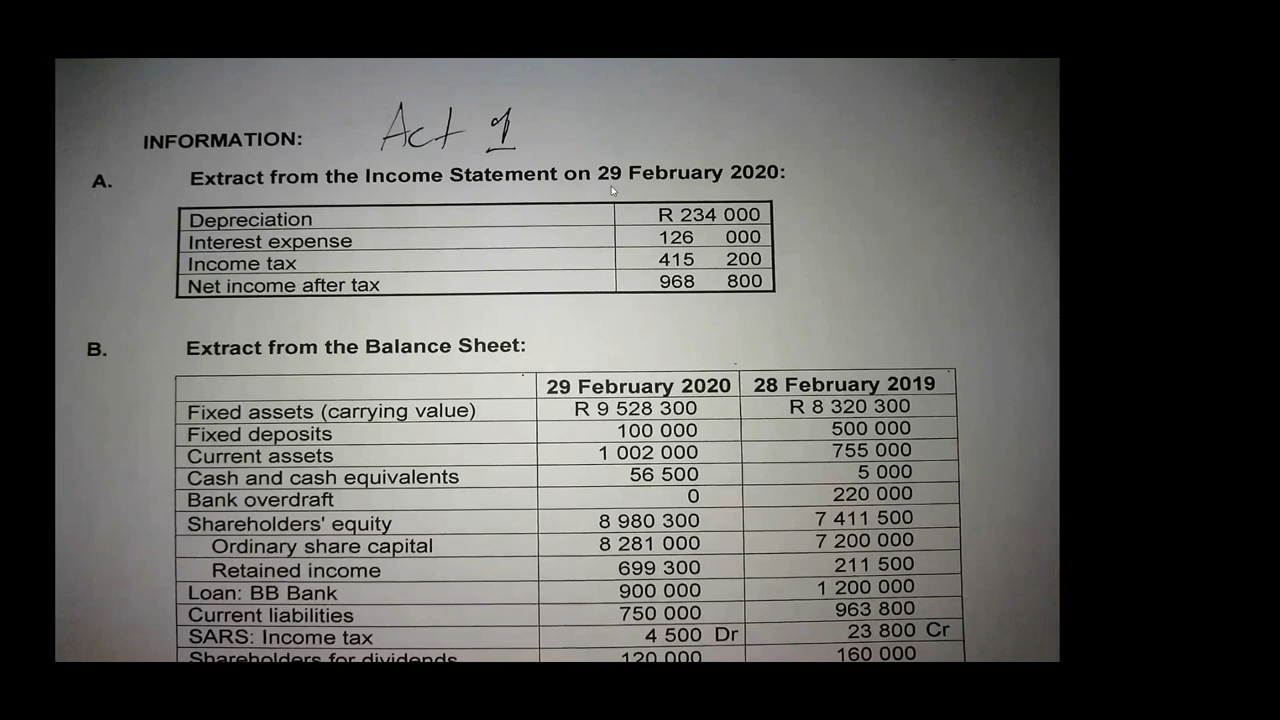 INFORMATION: Act 1
A. Extract from the Income Statement on 29 February 2020:
Depreciation R 234 000
Interest expense 126 000
Income tax 415 200
Net income after tax 968 800
B. Extract from the Balance Sheet:
29 February 2020 28 February 2019
Fixed assets (carrying value) R 9 528 300 R 8 320 300
Fixed deposits 100 000 500 000
Current assets 1 002 000 755 000
Cash and cash equivalents 56 500 5 000
Bank overdraft 0 220 000
Shareholders' equity 8 980 300 7 411 500
Ordinary share capital 8 281 000 7 200 000
Retained income 699 300 211 500
Loan: BB Bank 900 000 1 200 000
Current liabilities 750 000 963 800
SARS: Income tax 4 500 Dr 23 800 Cr
Shareholders for dividends 120 000 160 000